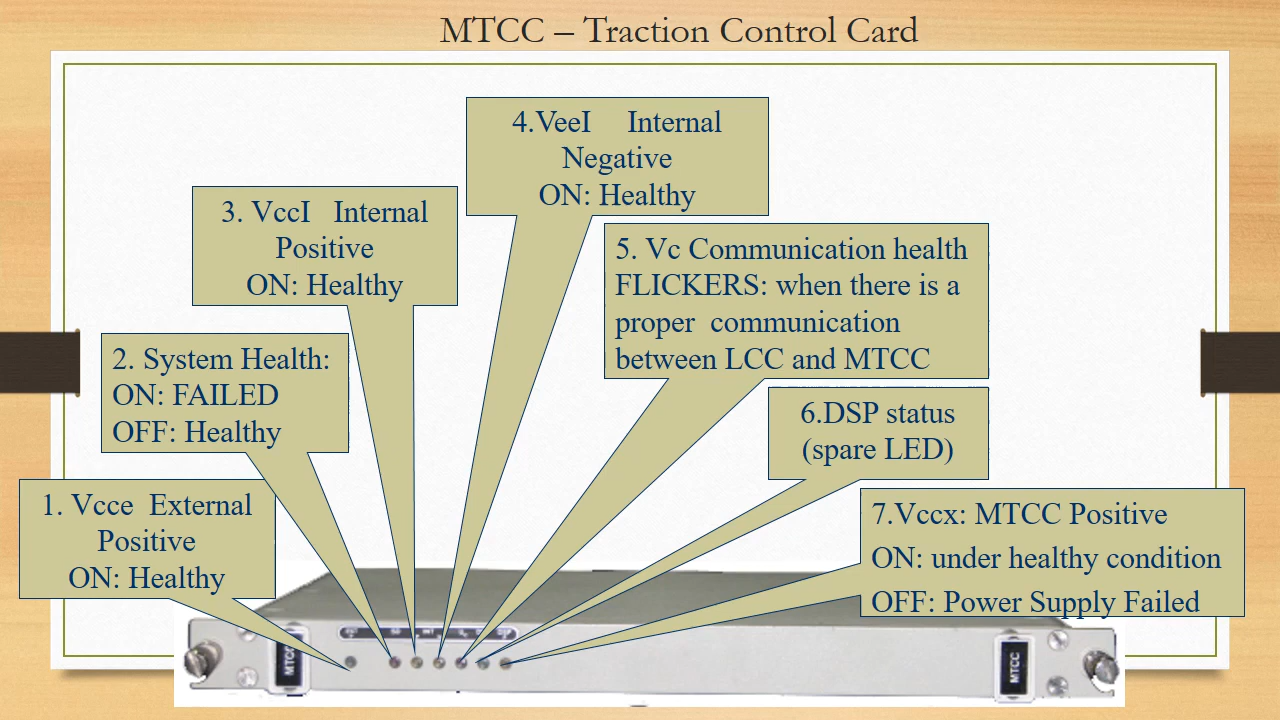 MTCC – Traction Control Card
4.VeeI Internal
Negative
ON: Healthy
3. VccI Internal
Positive
ON: Healthy
5. Vc Communication health
FLICKERS: when there is a
proper communication
between LCC and MTCC
2. System Health:
ON: FAILED
OFF: Healthy
6.DSP status
(spare LED)
1. Vcce External
Positive
ON: Healthy
7.Vccx: MTCC Positive
ON: under healthy condition
OFF: Power Supply Failed
MTCC
MTCC